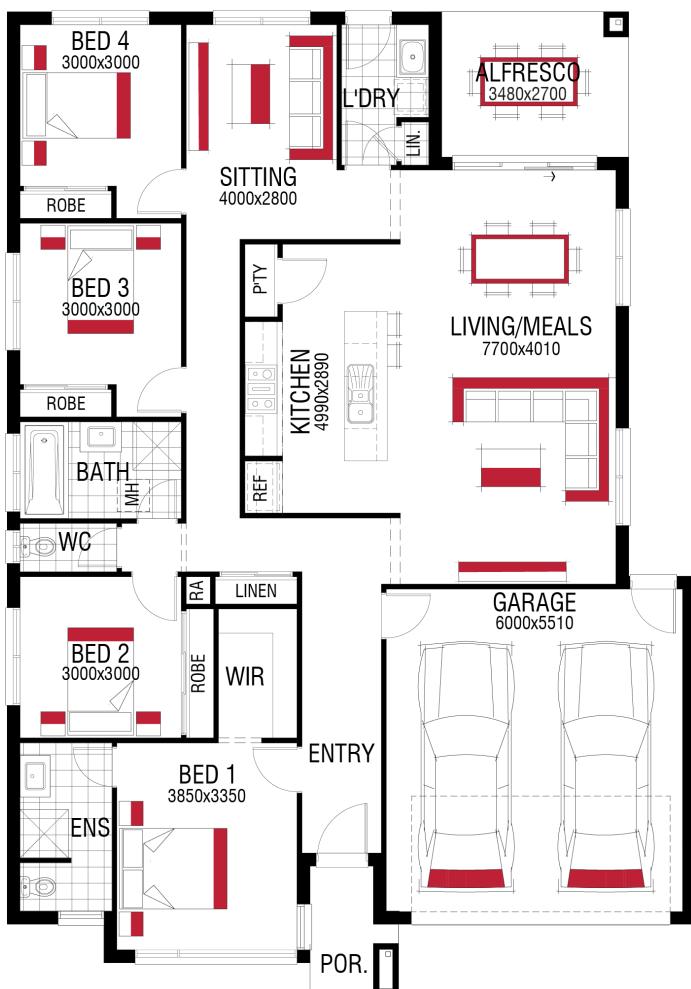 BED 4
3000x3000
ROBE
SITTING
4000x2800
L'DRY
LIN.
ALFRESCO
3480x2700
BED 3
3000x3000
ROBE
P'TY
KITCHEN
4990x2890
REF
LIVING/MEALS
7700x4010
BATH
MH
WC
RA
LINEN
BED 2
3000x3000
ROBE
WIR
GARAGE
6000x5510
ENTRY
BED 1
3850x3350
ENS
POR.